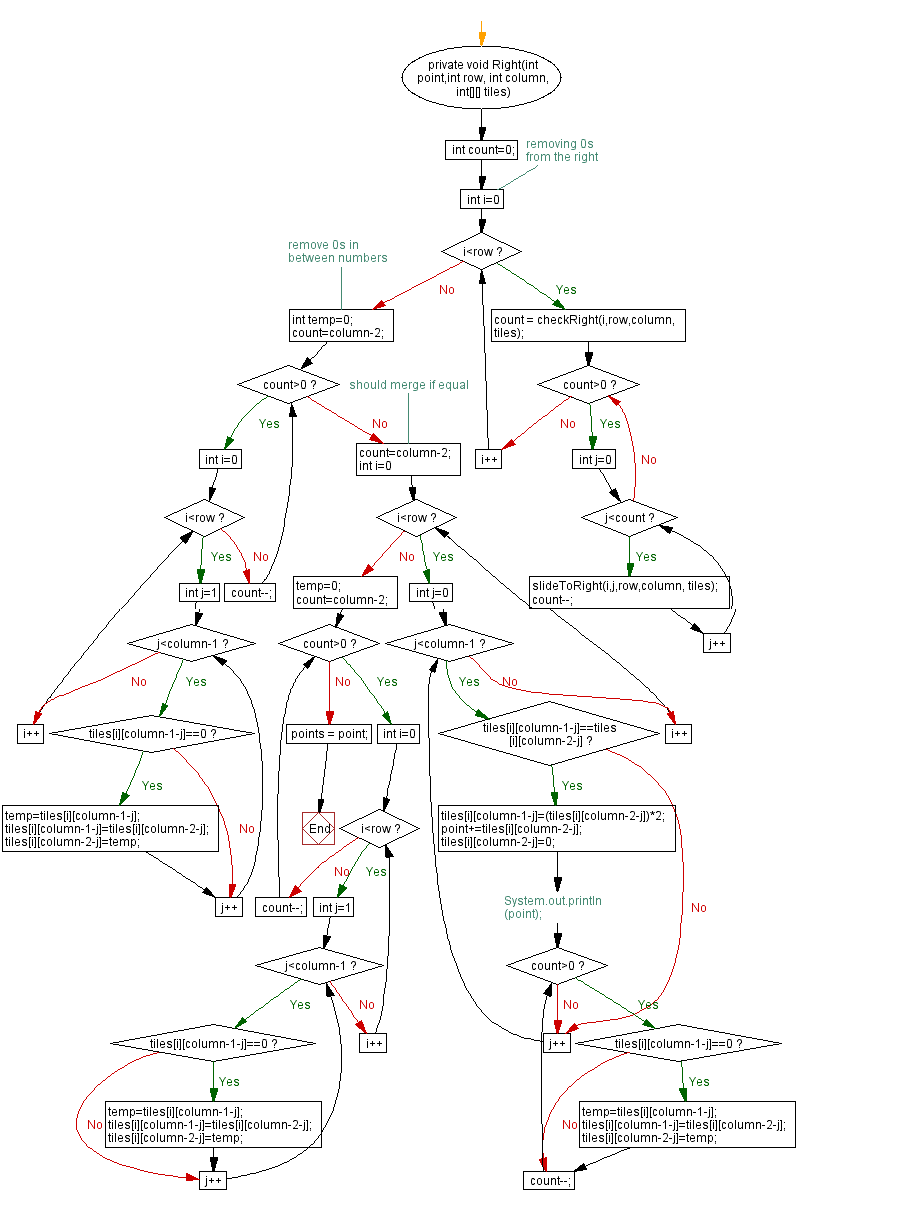 private void Right(int
point,int row, int column,
int[][] tiles)
int count=0;
removing 0s
from the right
int i=0
i<row ?
remove 0s in
between numbers
No
Yes
int temp=0;
count=column-2;
count = checkRight(i,row,column,
tiles);
count>0 ?
should merge if equal
count>0 ?
Yes
No
No
Yes
int i=0
count=column-2;
int i=0
i++
int j=0
No
i<row ?
i<row ?
j<count ?
Yes
No
No
Yes
Yes
int j=1
count--;
temp=0;
count=column-2;
int j=0
slideToRight(i,j,row,column, tiles);
count--;
j<column-1 ?
count>0 ?
j<column-1 ?
j++
No
Yes
No
Yes
Yes
No
i++
tiles[i][column-1-j]==0 ?
points = point;
int i=0
tiles[i][column-1-j]==tiles
[i][column-2-j] ?
i++
Yes
Yes
temp=tiles[i][column-1-j];
tiles[i][column-1-j]=tiles[i][column-2-j];
tiles[i][column-2-j]=temp;
No
End
i<row ?
tiles[i][column-1-j]=(tiles[i][column-2-j])*2;
point+=tiles[i][column-2-j];
tiles[i][column-2-j]=0;
No
Yes
j++
count--;
int j=1
System.out.println
(point);
No
j<column-1 ?
count>0 ?
Yes
No
No
Yes
tiles[i][column-1-j]==0 ?
i++
j++
tiles[i][column-1-j]==0 ?
Yes
Yes
No
temp=tiles[i][column-1-j];
tiles[i][column-1-j]=tiles[i][column-2-j];
tiles[i][column-2-j]=temp;
No
temp=tiles[i][column-1-j];
tiles[i][column-1-j]=tiles[i][column-2-j];
tiles[i][column-2-j]=temp;
j++
count--;